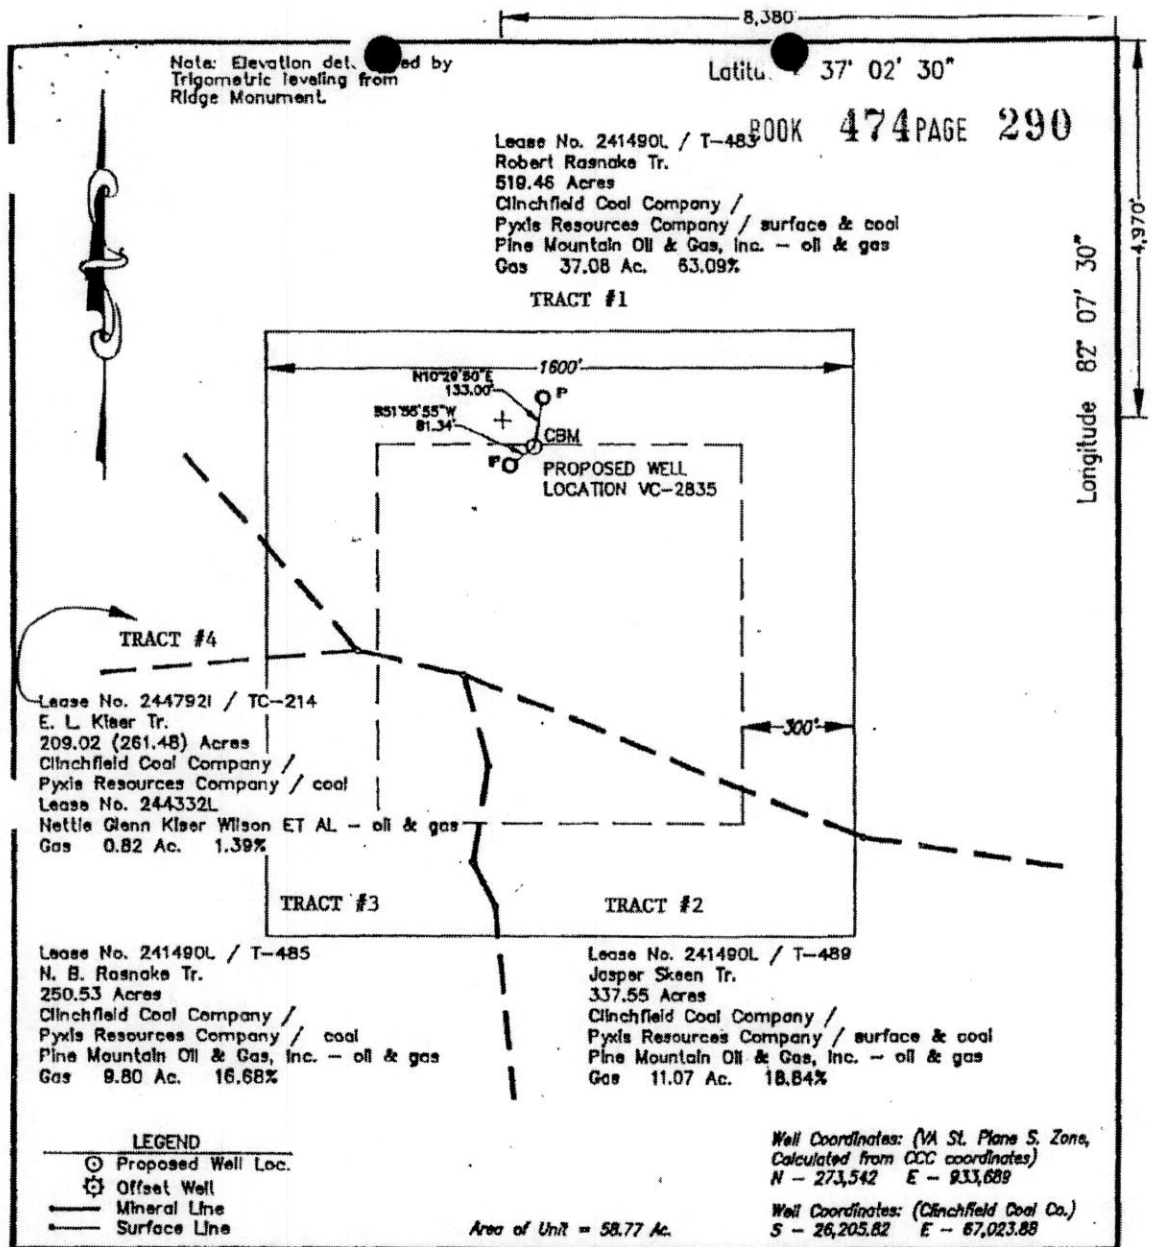 8,380
Note: Elevation det. ed by
Trigometric leveling from
Ridge Monument.
Latitu 37° 02' 30"
BOOK 474 PAGE 290
4,970'
Longitude 82° 07' 30"
Lease No. 241490L / T-483
Robert Rasnake Tr.
519.46 Acres
Clinchfield Coal Company /
Pyxis Resources Company / surface & coal
Pine Mountain Oil & Gas, Inc. - oil & gas
Gas 37.08 Ac. 63.09%
TRACT #1
1600'
N10°29'50"E
133.00'
S51°56'55"W
81.34'
P
CBM
P
PROPOSED WELL
LOCATION VC-2835
300'
TRACT #4
Lease No. 244792l / TC-214
E. L. Kiser Tr.
209.02 (261.48) Acres
Clinchfield Coal Company /
Pyxis Resources Company / coal
Lease No. 244332L
Nettie Glenn Kiser Wilson ET AL - oil & gas
Gas 0.82 Ac. 1.39%
TRACT #3
TRACT #2
Lease No. 241490L / T-485
N. B. Rasnake Tr.
250.53 Acres
Clinchfield Coal Company /
Pyxis Resources Company / coal
Pine Mountain Oil & Gas, Inc. - oil & gas
Gas 9.80 Ac. 16.68%
Lease No. 241490L / T-489
Jasper Skeen Tr.
337.55 Acres
Clinchfield Coal Company /
Pyxis Resources Company / surface & coal
Pine Mountain Oil & Gas, Inc. - oil & gas
Gas 11.07 Ac. 18.84%
LEGEND
Proposed Well Loc.
Offset Well
Mineral Line
Surface Line
Area of Unit = 58.77 Ac.
Well Coordinates: (VA St. Plane S. Zone,
Calculated from CCC coordinates)
N - 273,542 E - 933,689
Well Coordinates: (Clinchfield Coal Co.)
S - 26,205.82 E - 67,023.88